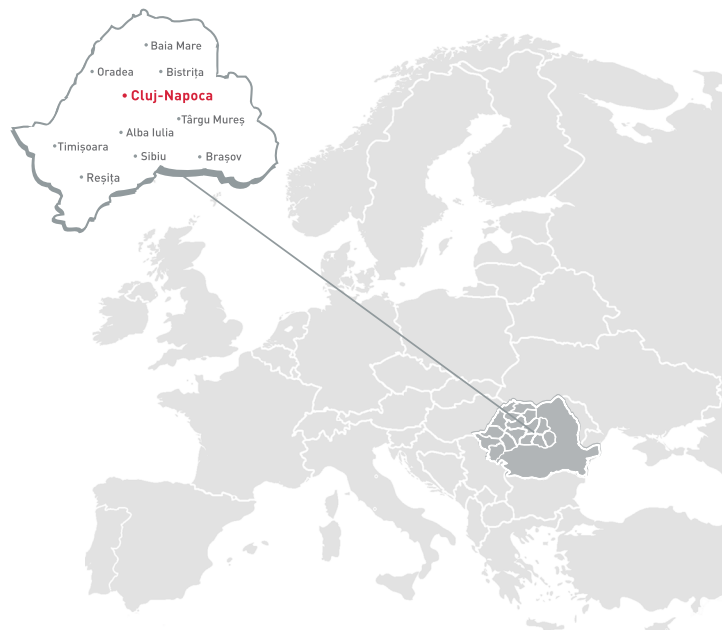 Baia Mare
Oradea
Bistrița
Cluj-Napoca
Târgu Mureș
Alba Iulia
Timișoara
Sibiu
Brașov
Reșița